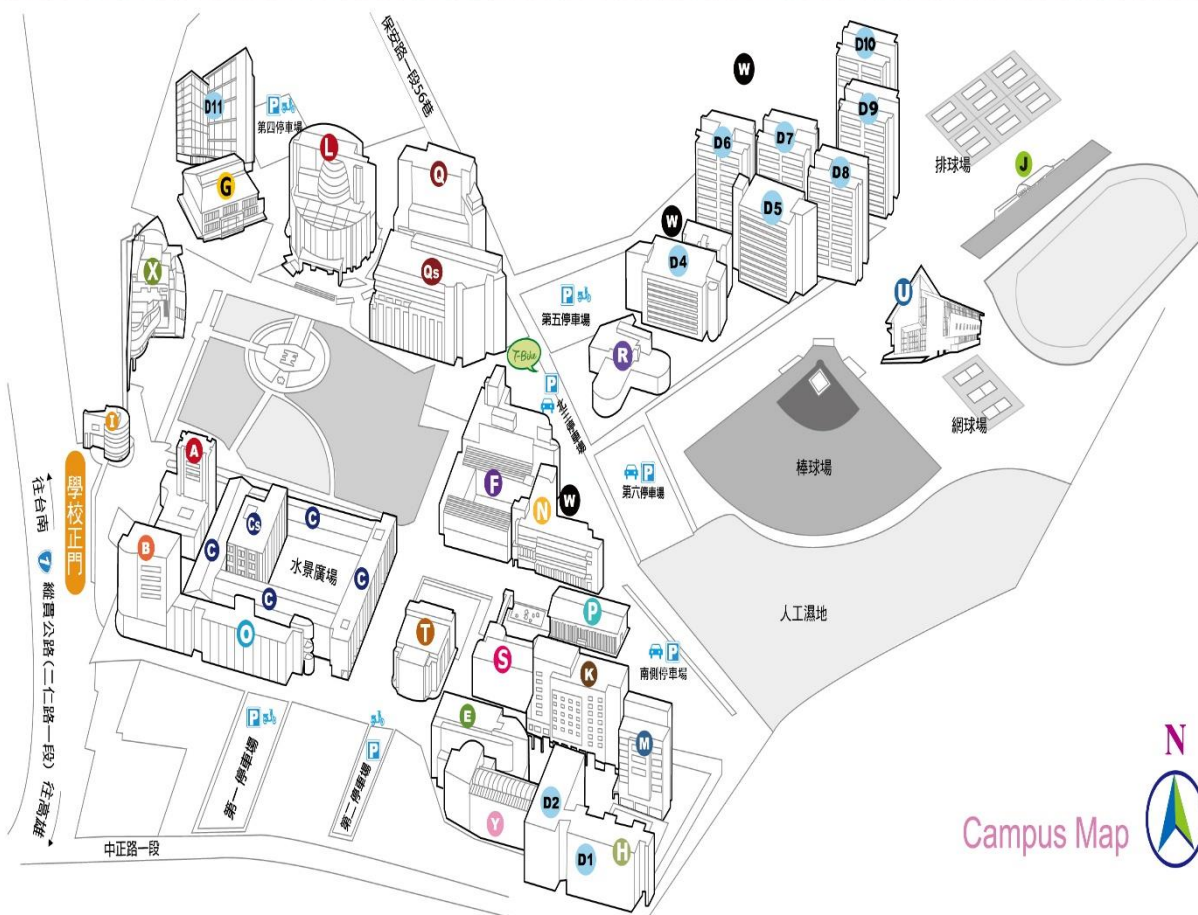 保安路一段56巷
D10
W
D11
P
第四停車場
L
D9
D6
D7
D8
排球場
J
Q
G
D5
W
X
Qs
D4
U
P
第五停車場
T-Bike
R
P
北三停車場
網球場
I
A
棒球場
P
第六停車場
F
N
W
學校正門
往台南
1
縱貫公路(二仁路一段)
往高雄
B
Cs
C
C
C
C
水景廣場
O
人工濕地
P
T
S
P
南側停車場
K
E
M
P
第一停車場
P
第二停車場
D2
Y
D1
H
中正路一段
N
Campus Map